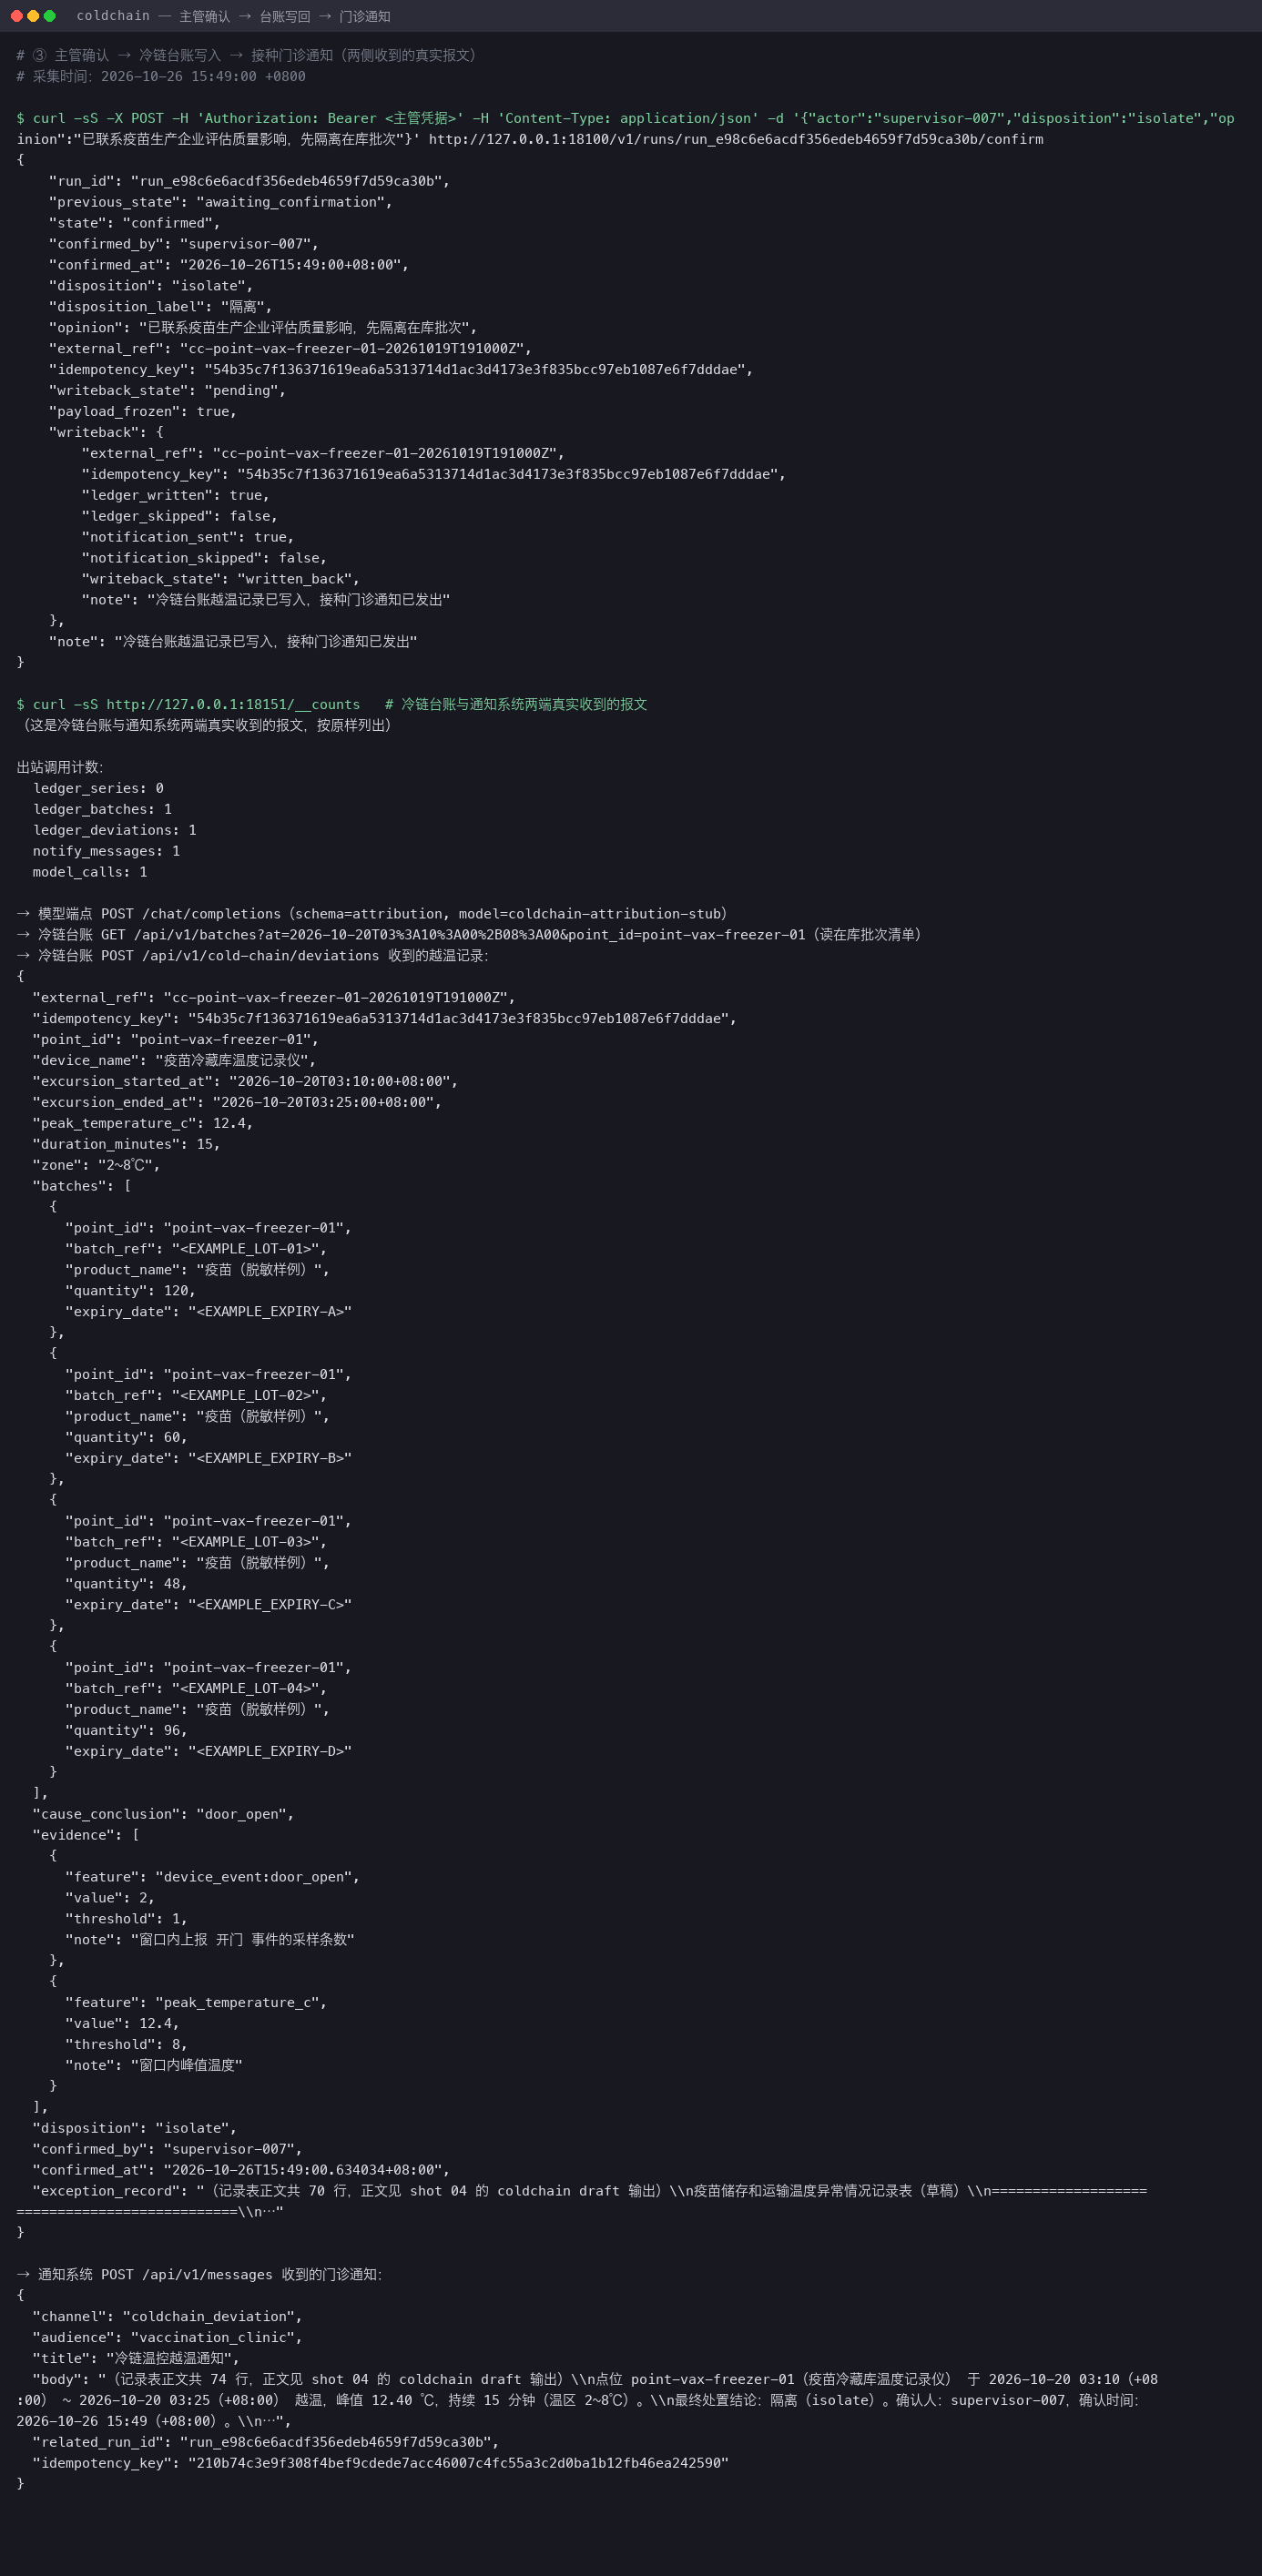 coldchain — 主管确认 → 台账写回 → 门诊通知
# ③ 主管确认 → 冷链台账写入 → 接种门诊通知（两侧收到的真实报文）
# 采集时间：2026-10-26 15:49:00 +0800
$ curl -sS -X POST -H 'Authorization: Bearer <主管凭据>' -H 'Content-Type: application/json' -d '{"actor":"supervisor-007","disposition":"isolate","op
inion":"已联系疫苗生产企业评估质量影响，先隔离在库批次"}' http://127.0.0.1:18100/v1/runs/run_e98c6e6acdf356edeb4659f7d59ca30b/confirm
{
    "run_id": "run_e98c6e6acdf356edeb4659f7d59ca30b",
    "previous_state": "awaiting_confirmation",
    "state": "confirmed",
    "confirmed_by": "supervisor-007",
    "confirmed_at": "2026-10-26T15:49:00+08:00",
    "disposition": "isolate",
    "disposition_label": "隔离",
    "opinion": "已联系疫苗生产企业评估质量影响，先隔离在库批次",
    "external_ref": "cc-point-vax-freezer-01-20261019T191000Z",
    "idempotency_key": "54b35c7f136371619ea6a5313714d1ac3d4173e3f835bcc97eb1087e6f7dddae",
    "writeback_state": "pending",
    "payload_frozen": true,
    "writeback": {
        "external_ref": "cc-point-vax-freezer-01-20261019T191000Z",
        "idempotency_key": "54b35c7f136371619ea6a5313714d1ac3d4173e3f835bcc97eb1087e6f7dddae",
        "ledger_written": true,
        "ledger_skipped": false,
        "notification_sent": true,
        "notification_skipped": false,
        "writeback_state": "written_back",
        "note": "冷链台账越温记录已写入，接种门诊通知已发出"
    },
    "note": "冷链台账越温记录已写入，接种门诊通知已发出"
}
$ curl -sS http://127.0.0.1:18151/__counts   # 冷链台账与通知系统两端真实收到的报文
（这是冷链台账与通知系统两端真实收到的报文，按原样列出）
出站调用计数：
  ledger_series: 0
  ledger_batches: 1
  ledger_deviations: 1
  notify_messages: 1
  model_calls: 1
→ 模型端点 POST /chat/completions（schema=attribution, model=coldchain-attribution-stub）
→ 冷链台账 GET /api/v1/batches?at=2026-10-20T03%3A10%3A00%2B08%3A00&point_id=point-vax-freezer-01（读在库批次清单）
→ 冷链台账 POST /api/v1/cold-chain/deviations 收到的越温记录：
{
  "external_ref": "cc-point-vax-freezer-01-20261019T191000Z",
  "idempotency_key": "54b35c7f136371619ea6a5313714d1ac3d4173e3f835bcc97eb1087e6f7dddae",
  "point_id": "point-vax-freezer-01",
  "device_name": "疫苗冷藏库温度记录仪",
  "excursion_started_at": "2026-10-20T03:10:00+08:00",
  "excursion_ended_at": "2026-10-20T03:25:00+08:00",
  "peak_temperature_c": 12.4,
  "duration_minutes": 15,
  "zone": "2~8℃",
  "batches": [
    {
      "point_id": "point-vax-freezer-01",
      "batch_ref": "<EXAMPLE_LOT-01>",
      "product_name": "疫苗（脱敏样例）",
      "quantity": 120,
      "expiry_date": "<EXAMPLE_EXPIRY-A>"
    },
    {
      "point_id": "point-vax-freezer-01",
      "batch_ref": "<EXAMPLE_LOT-02>",
      "product_name": "疫苗（脱敏样例）",
      "quantity": 60,
      "expiry_date": "<EXAMPLE_EXPIRY-B>"
    },
    {
      "point_id": "point-vax-freezer-01",
      "batch_ref": "<EXAMPLE_LOT-03>",
      "product_name": "疫苗（脱敏样例）",
      "quantity": 48,
      "expiry_date": "<EXAMPLE_EXPIRY-C>"
    },
    {
      "point_id": "point-vax-freezer-01",
      "batch_ref": "<EXAMPLE_LOT-04>",
      "product_name": "疫苗（脱敏样例）",
      "quantity": 96,
      "expiry_date": "<EXAMPLE_EXPIRY-D>"
    }
  ],
  "cause_conclusion": "door_open",
  "evidence": [
    {
      "feature": "device_event:door_open",
      "value": 2,
      "threshold": 1,
      "note": "窗口内上报 开门 事件的采样条数"
    },
    {
      "feature": "peak_temperature_c",
      "value": 12.4,
      "threshold": 8,
      "note": "窗口内峰值温度"
    }
  ],
  "disposition": "isolate",
  "confirmed_by": "supervisor-007",
  "confirmed_at": "2026-10-26T15:49:00.634034+08:00",
  "exception_record": "（记录表正文共 70 行，正文见 shot 04 的 coldchain draft 输出）\\n疫苗储存和运输温度异常情况记录表（草稿）\\n===================
===========================\\n…"
}
→ 通知系统 POST /api/v1/messages 收到的门诊通知：
{
  "channel": "coldchain_deviation",
  "audience": "vaccination_clinic",
  "title": "冷链温控越温通知",
  "body": "（记录表正文共 74 行，正文见 shot 04 的 coldchain draft 输出）\\n点位 point-vax-freezer-01（疫苗冷藏库温度记录仪） 于 2026-10-20 03:10（+08
:00） ~ 2026-10-20 03:25（+08:00） 越温，峰值 12.40 ℃，持续 15 分钟（温区 2~8℃）。\\n最终处置结论：隔离（isolate）。确认人：supervisor-007，确认时间：
2026-10-26 15:49（+08:00）。\\n…",
  "related_run_id": "run_e98c6e6acdf356edeb4659f7d59ca30b",
  "idempotency_key": "210b74c3e9f308f4bef9cdede7acc46007c4fc55a3c2d0ba1b12fb46ea242590"
}